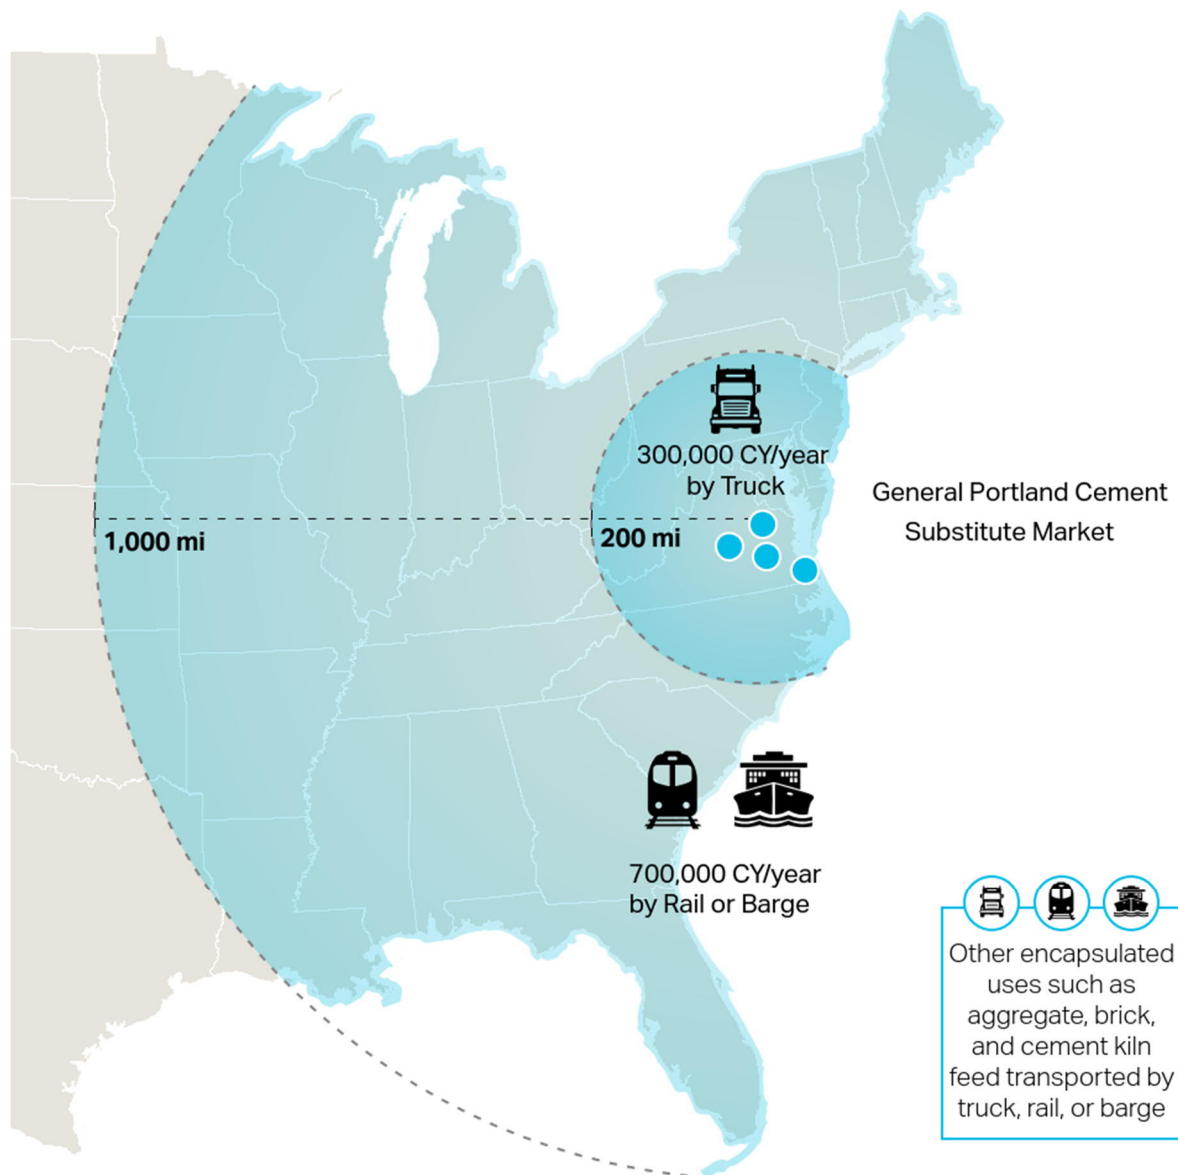 300,000 CY/year
by Truck
General Portland Cement
Substitute Market
1,000 mi
200 mi
700,000 CY/year
by Rail or Barge
Other encapsulated
uses such as
aggregate, brick,
and cement kiln
feed transported by
truck, rail, or barge